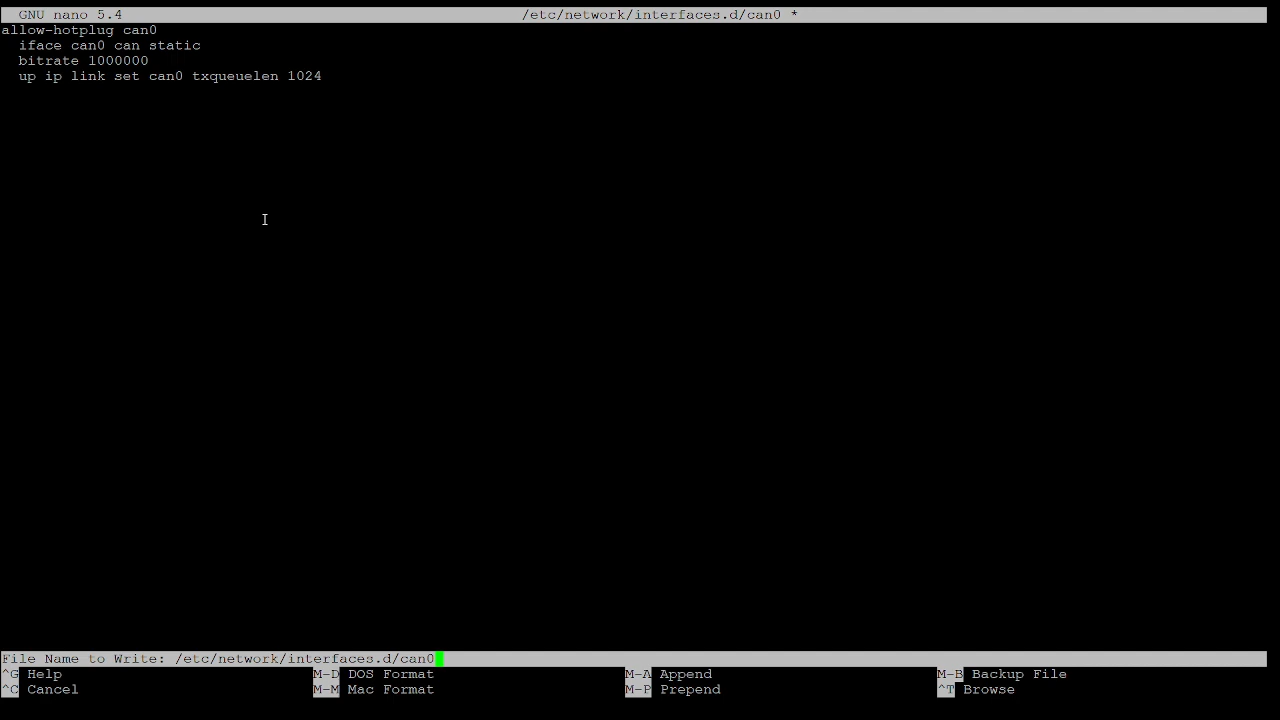 GNU nano 5.4 /etc/network/interfaces.d/can0 *
allow-hotplug can0
iface can0 can static
bitrate 1000000
up ip link set can0 txqueuelen 1024
File Name to Write: /etc/network/interfaces.d/can0
^G Help M-D DOS Format M-A Append M-B Backup File
^C Cancel M-M Mac Format M-P Prepend ^T Browse